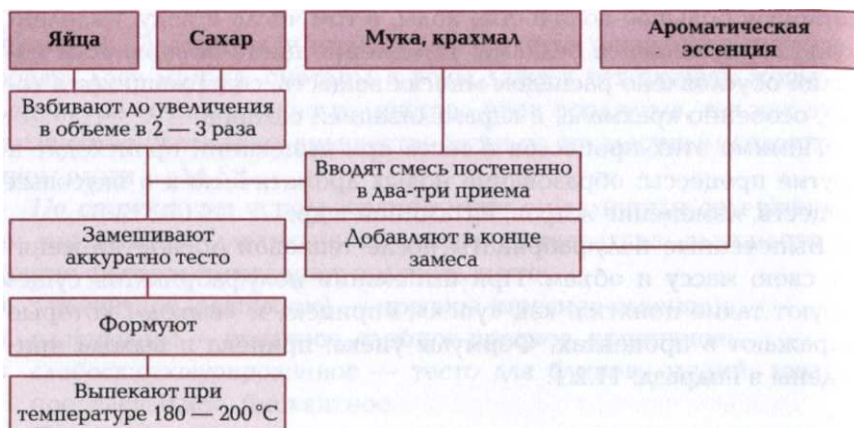 Яйца
Сахар
Мука, крахмал
Ароматическая
эссенция
Взбивают до увеличения
в объеме в 2 — 3 раза
Вводят смесь постепенно
в два-три приема
Замешивают
аккуратно тесто
Добавляют в конце
замеса
Формуют
Выпекают при
температуре 180 — 200 °С